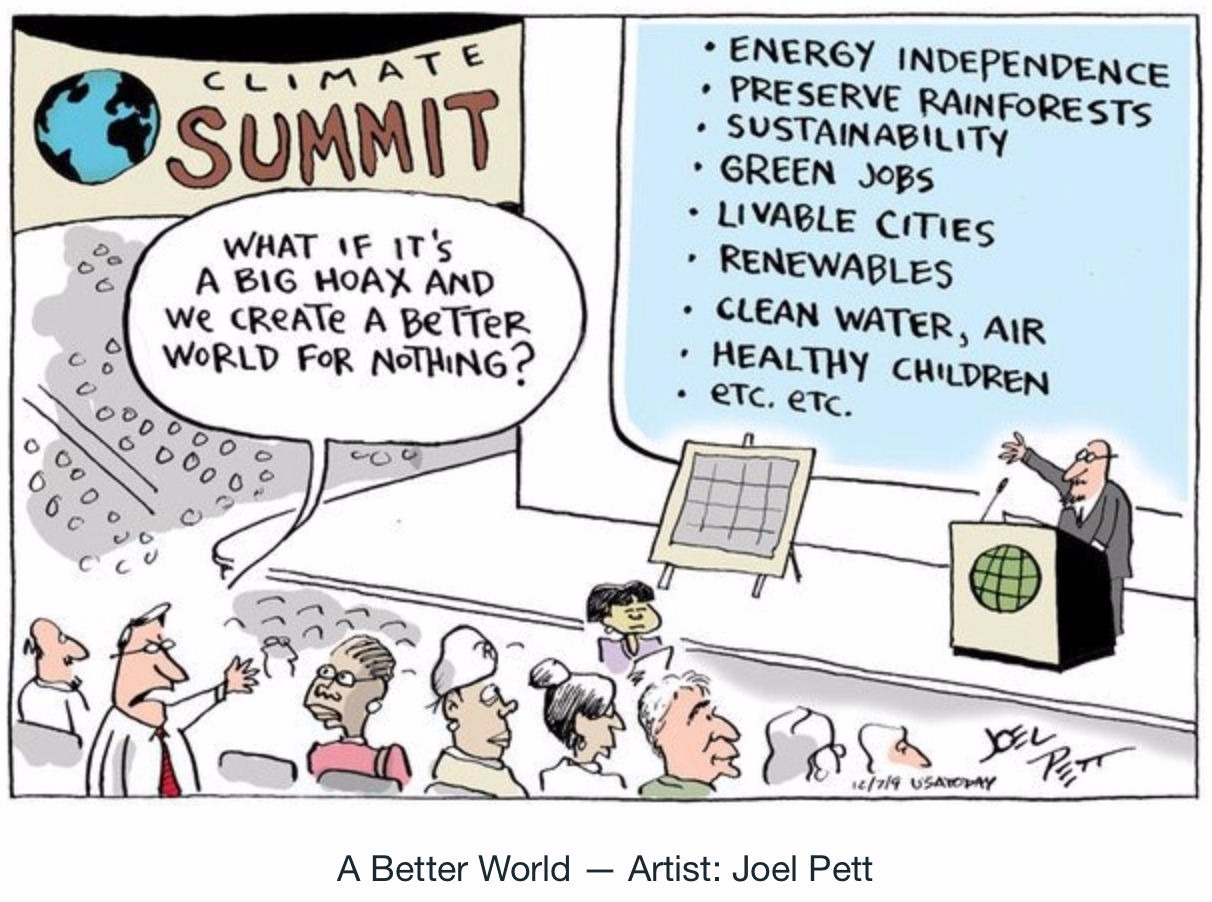 CLIMATE
SUMMIT
WHAT IF IT'S
A BIG HOAX AND
WE CREATE A BETTER
WORLD FOR NOTHING?
• ENERGY INDEPENDENCE
• PRESERVE RAINFORESTS
• SUSTAINABILITY
• GREEN JOBS
• LIVABLE CITIES
• RENEWABLES
• CLEAN WATER, AIR
• HEALTHY CHILDREN
• ETC. ETC.
JOEL
PETT
12/7/9 USA TODAY
A Better World — Artist: Joel Pett